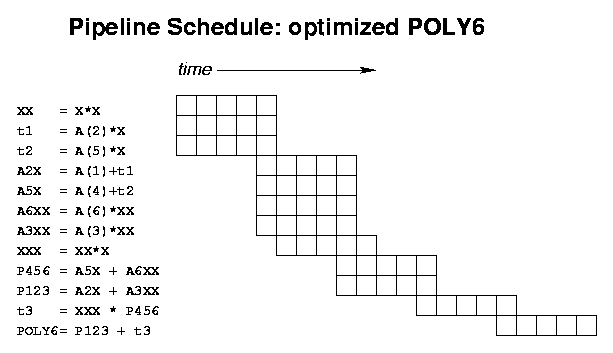 Pipeline Schedule: optimized POLY6
time
XX = X*X
t1 = A(2)*X
t2 = A(5)*X
A2X = A(1)+t1
A5X = A(4)+t2
A6XX = A(6)*XX
A3XX = A(3)*XX
XXX = XX*X
P456 = A5X + A6XX
P123 = A2X + A3XX
t3 = XXX * P456
POLY6= P123 + t3